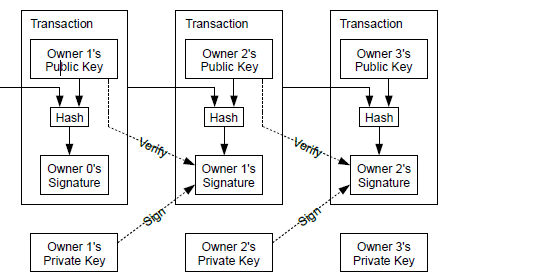 Transaction
Owner 1's
Public Key
Hash
Owner 0's
Signature
Transaction
Owner 2's
Public Key
Hash
Owner 1's
Signature
Transaction
Owner 3's
Public Key
Hash
Owner 2's
Signature
Verify
Verify
Sign
Sign
Owner 1's
Private Key
Owner 2's
Private Key
Owner 3's
Private Key